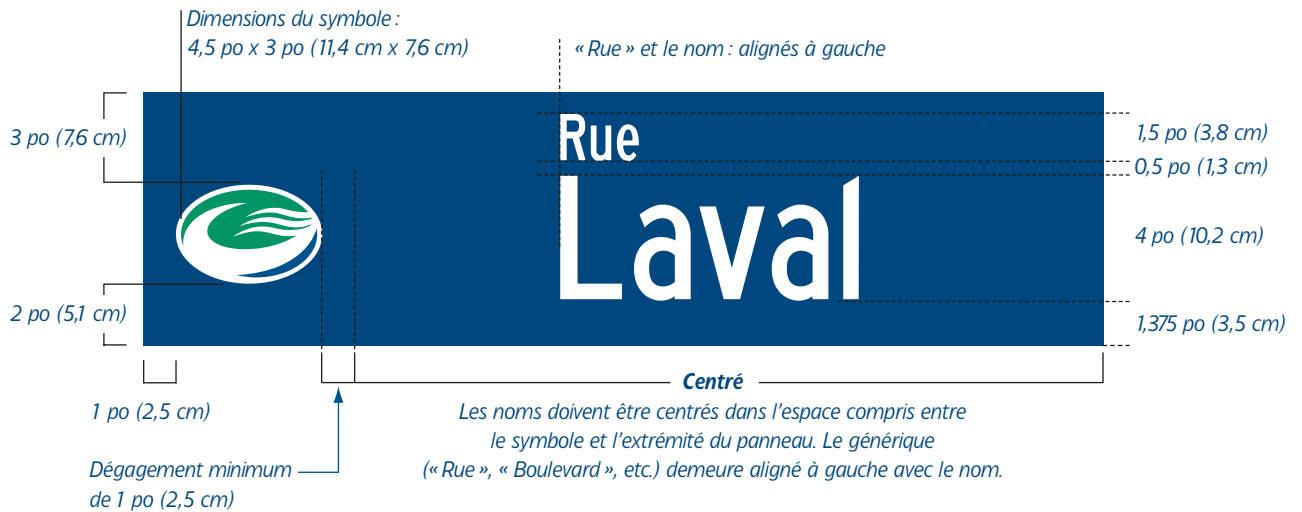 Dimensions du symbole :
4,5 po x 3 po (11,4 cm x 7,6 cm)
« Rue » et le nom : alignés à gauche
3 po (7,6 cm)
Rue
1,5 po (3,8 cm)
0,5 po (1,3 cm)
Laval
4 po (10,2 cm)
2 po (5,1 cm)
1,375 po (3,5 cm)
1 po (2,5 cm)
Centré
Les noms doivent être centrés dans l'espace compris entre
le symbole et l'extrémité du panneau. Le générique
(« Rue », « Boulevard », etc.) demeure aligné à gauche avec le nom.
Dégagement minimum
de 1 po (2,5 cm)